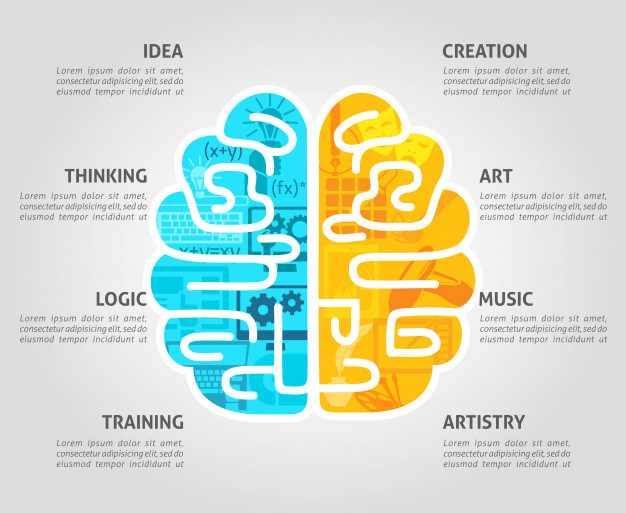 IDEA
Lorem ipsum dolor sit amet,
consectetur adipisicing elit, sed do
eiusmod tempor incididunt ut
CREATION
Lorem ipsum dolor sit amet,
consectetur adipisicing elit, sed do
eiusmod tempor incididunt ut
THINKING
Lorem ipsum dolor sit amet,
consectetur adipisicing elit, sed do
eiusmod tempor incididunt ut
ART
Lorem ipsum dolor sit amet,
consectetur adipisicing elit, sed do
eiusmod tempor incididunt ut
(x+y)
(fx)=
LOGIC
Lorem ipsum dolor sit amet,
consectetur adipisicing elit, sed do
eiusmod tempor incididunt ut
MUSIC
Lorem ipsum dolor sit amet,
consectetur adipisicing elit, sed do
eiusmod tempor incididunt ut
TRAINING
Lorem ipsum dolor sit amet,
consectetur adipisicing elit, sed do
eiusmod tempor incididunt ut
ARTISTRY
Lorem ipsum dolor sit amet,
consectetur adipisicing elit, sed do
eiusmod tempor incididunt ut